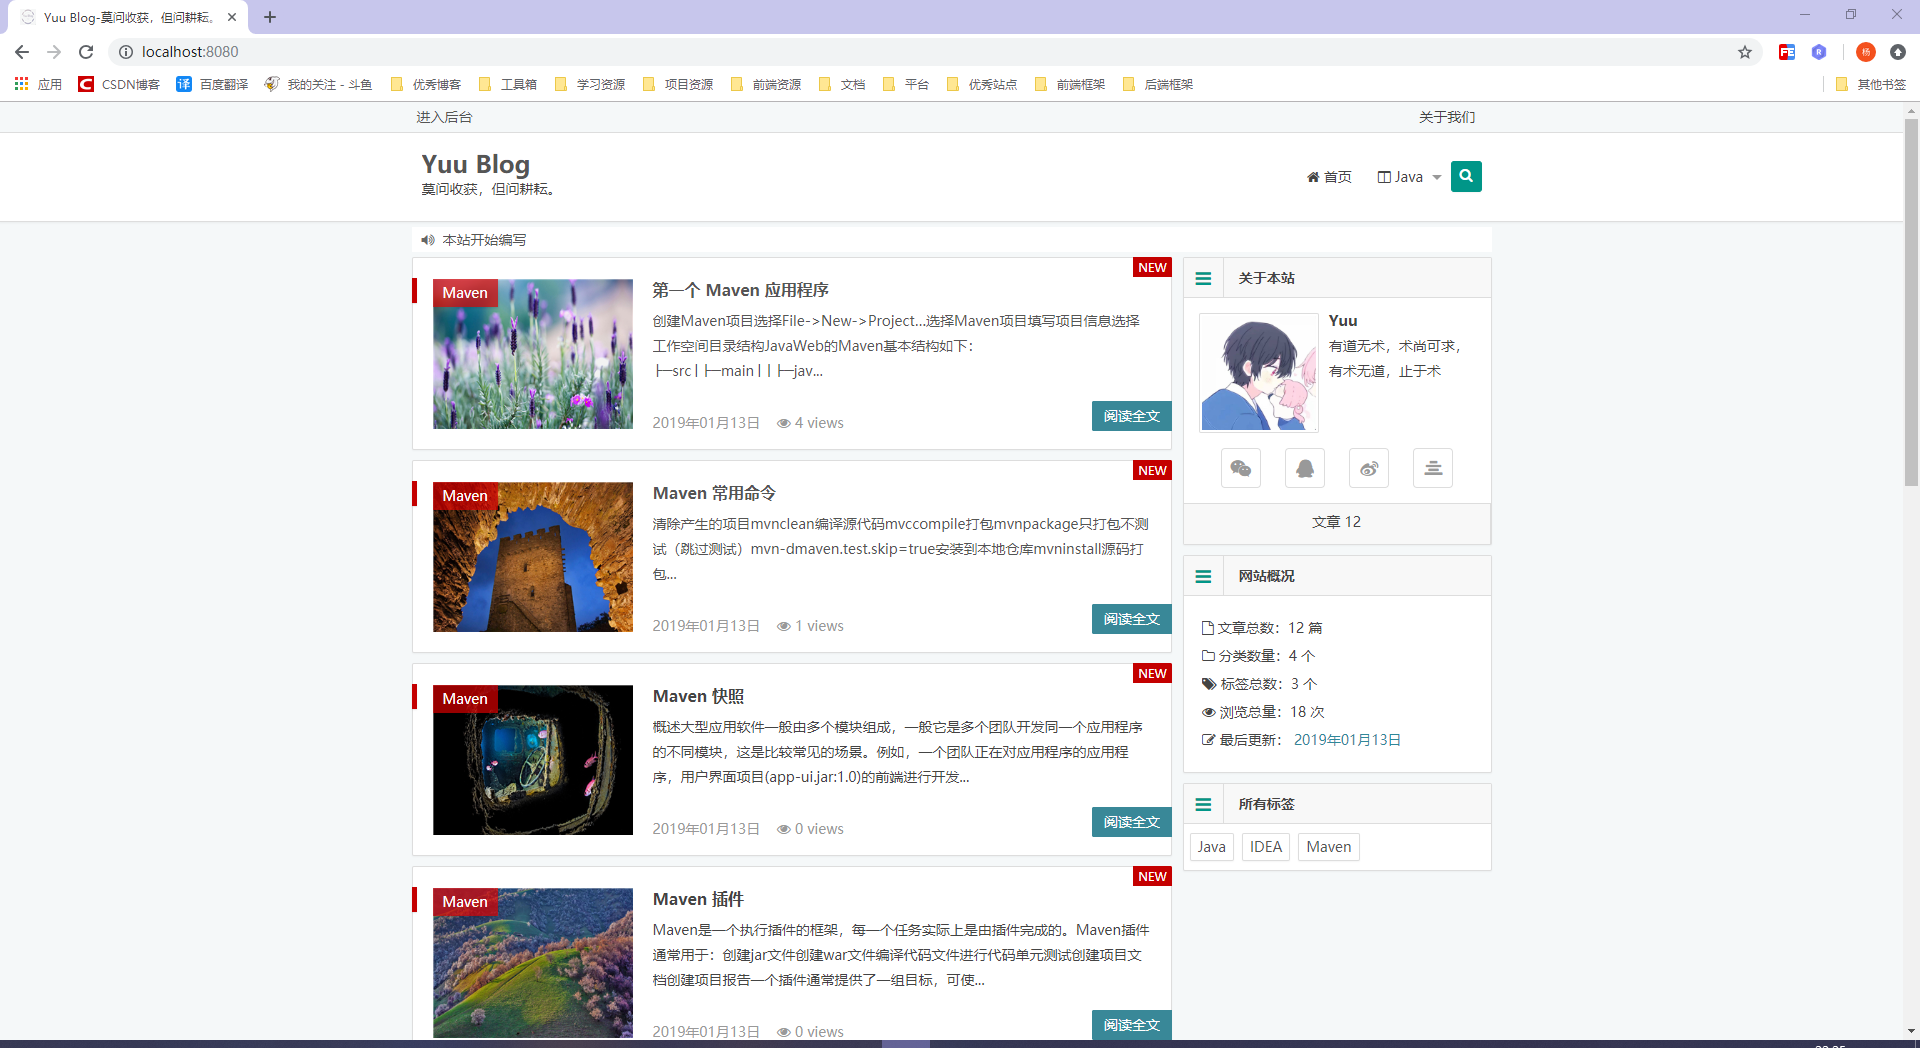 Yuu Blog-莫问收获，但问耕耘。
localhost:8080
杨
应用
CSDN博客
百度翻译
我的关注 - 斗鱼
优秀博客
工具箱
学习资源
项目资源
前端资源
文档
平台
优秀站点
前端框架
后端框架
其他书签
进入后台
关于我们
Yuu Blog
莫问收获，但问耕耘。
首页
Java
本站开始编写
NEW
Maven
第一个 Maven 应用程序
创建Maven项目选择File->New->Project...选择Maven项目填写项目信息选择
工作空间目录结构JavaWeb的Maven基本结构如下：
├─src | ├─main | | ├─jav...
2019年01月13日 4 views
阅读全文
NEW
Maven
Maven 常用命令
清除产生的项目mvnclean编译源代码mvccompile打包mvnpackage只打包不测
试（跳过测试）mvn-dmaven.test.skip=true安装到本地仓库mvninstall源码打
包...
2019年01月13日 1 views
阅读全文
NEW
Maven
Maven 快照
概述大型应用软件一般由多个模块组成，一般它是多个团队开发同一个应用程序
的不同模块，这是比较常见的场景。例如，一个团队正在对应用程序的应用程
序，用户界面项目(app-ui.jar:1.0)的前端进行开发...
2019年01月13日 0 views
阅读全文
NEW
Maven
Maven 插件
Maven是一个执行插件的框架，每一个任务实际上是由插件完成的。Maven插件
通常用于：创建jar文件创建war文件编译代码文件进行代码单元测试创建项目文
档创建项目报告一个插件通常提供了一组目标，可使...
2019年01月13日 0 views
阅读全文
关于本站
Yuu
有道无术，术尚可求，
有术无道，止于术
文章 12
网站概况
文章总数：12 篇
分类数量：4 个
标签总数：3 个
浏览总量：18 次
最后更新： 2019年01月13日
所有标签
Java
IDEA
Maven